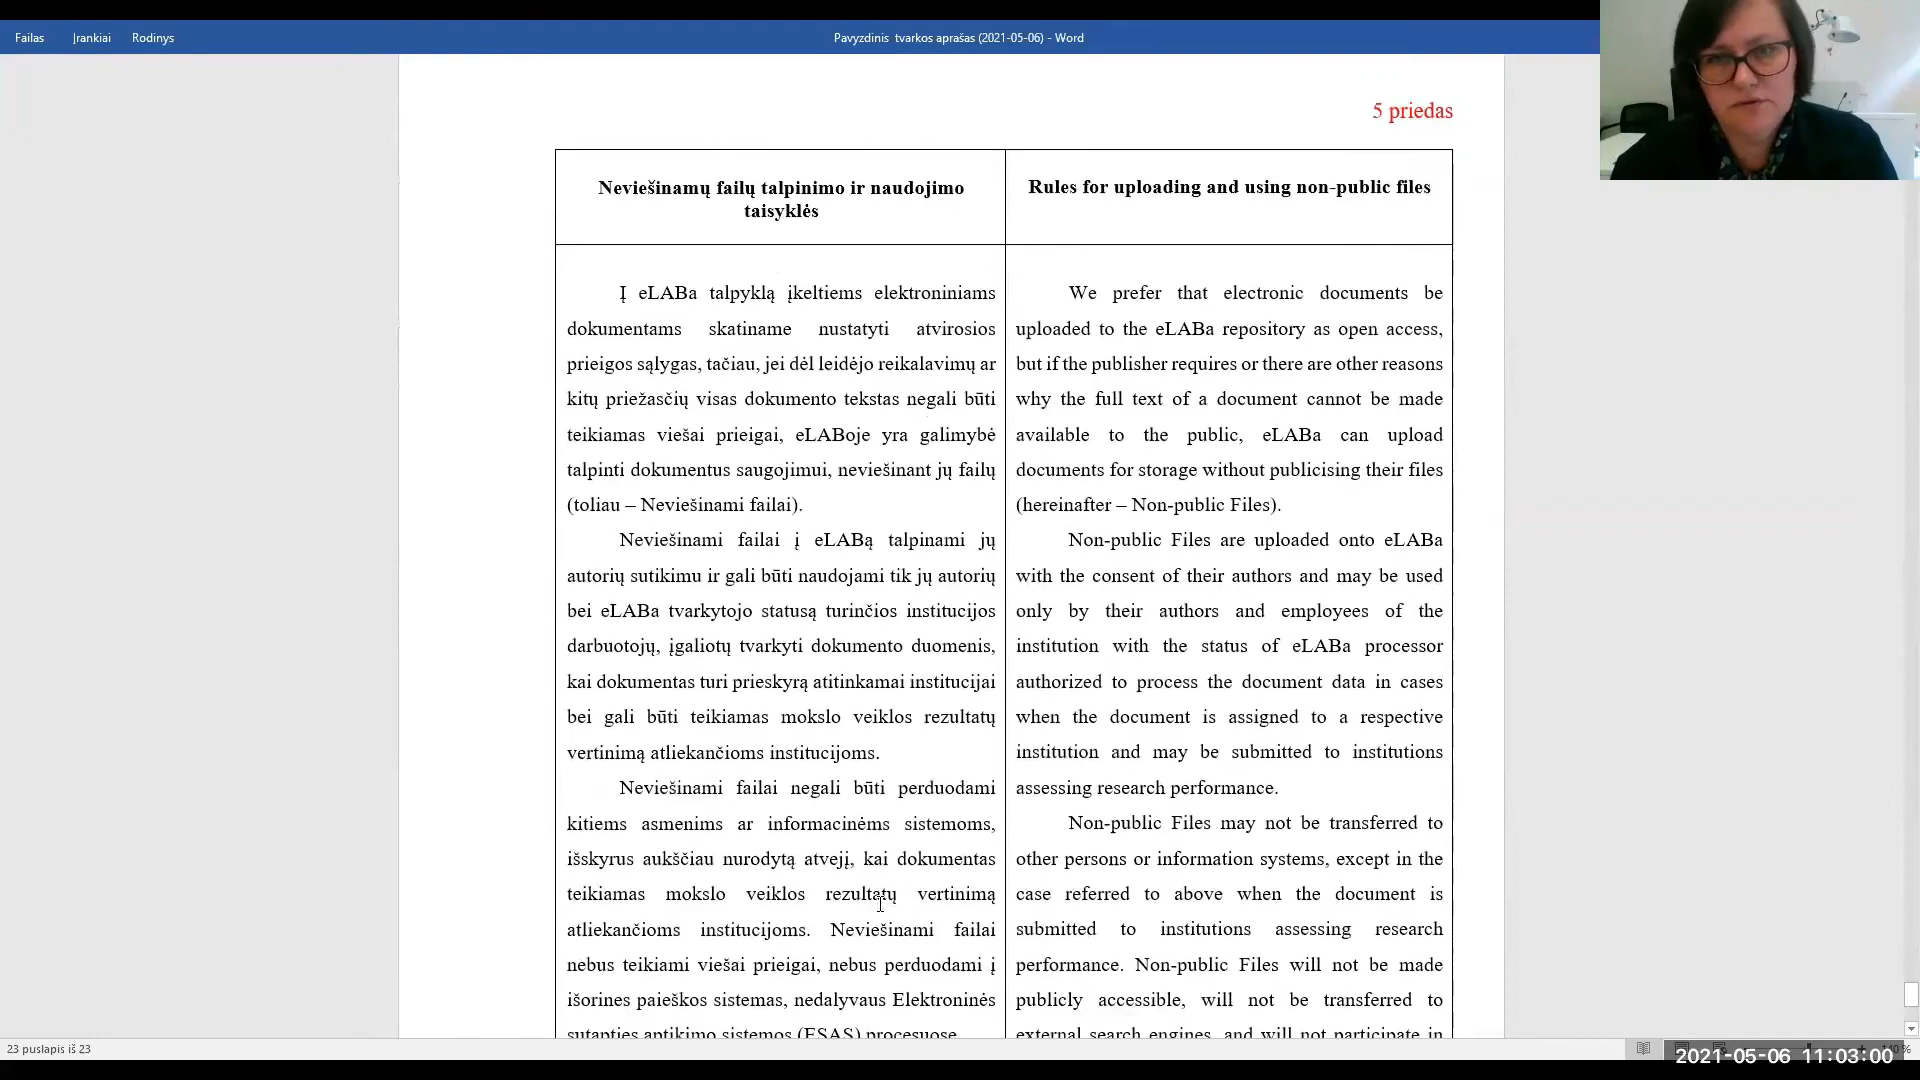 Failas Įrankiai Rodinys
Pavyzdinis tvarkos aprašas (2021-05-06) - Word
5 priedas
Neviešinamų failų talpinimo ir naudojimo
taisyklės
Į eLABa talpyklą įkeltiems elektroniniams
dokumentams skatiname nustatyti atvirosios
prieigos sąlygas, tačiau, jei dėl leidėjo reikalavimų ar
kitų priežasčių visas dokumento tekstas negali būti
teikiamas viešai prieigai, eLABoje yra galimybė
talpinti dokumentus saugojimui, neviešinant jų failų
(toliau – Neviešinami failai).
Neviešinami failai į eLABą talpinami jų
autorių sutikimu ir gali būti naudojami tik jų autorių
bei eLABa tvarkytojo statusą turinčios institucijos
darbuotojų, įgaliotų tvarkyti dokumento duomenis,
kai dokumentas turi prieskyrą atitinkamai institucijai
bei gali būti teikiamas mokslo veiklos rezultatų
vertinimą atliekančioms institucijoms.
Neviešinami failai negali būti perduodami
kitiems asmenims ar informacinėms sistemoms,
išskyrus aukščiau nurodytą atvejį, kai dokumentas
teikiamas mokslo veiklos rezultatų vertinimą
atliekančioms institucijoms. Neviešinami failai
nebus teikiami viešai prieigai, nebus perduodami į
išorines paieškos sistemas, nedalyvaus Elektroninės
sutapties aptikimo sistemos (ESAS) procesuose
Rules for uploading and using non-public files
We prefer that electronic documents be
uploaded to the eLABa repository as open access,
but if the publisher requires or there are other reasons
why the full text of a document cannot be made
available to the public, eLABa can upload
documents for storage without publicising their files
(hereinafter – Non-public Files).
Non-public Files are uploaded onto eLABa
with the consent of their authors and may be used
only by their authors and employees of the
institution with the status of eLABa processor
authorized to process the document data in cases
when the document is assigned to a respective
institution and may be submitted to institutions
assessing research performance.
Non-public Files may not be transferred to
other persons or information systems, except in the
case referred to above when the document is
submitted to institutions assessing research
performance. Non-public Files will not be made
publicly accessible, will not be transferred to
external search engines, and will not participate in
23 puslapis iš 23
2021-05-06 11:03:00